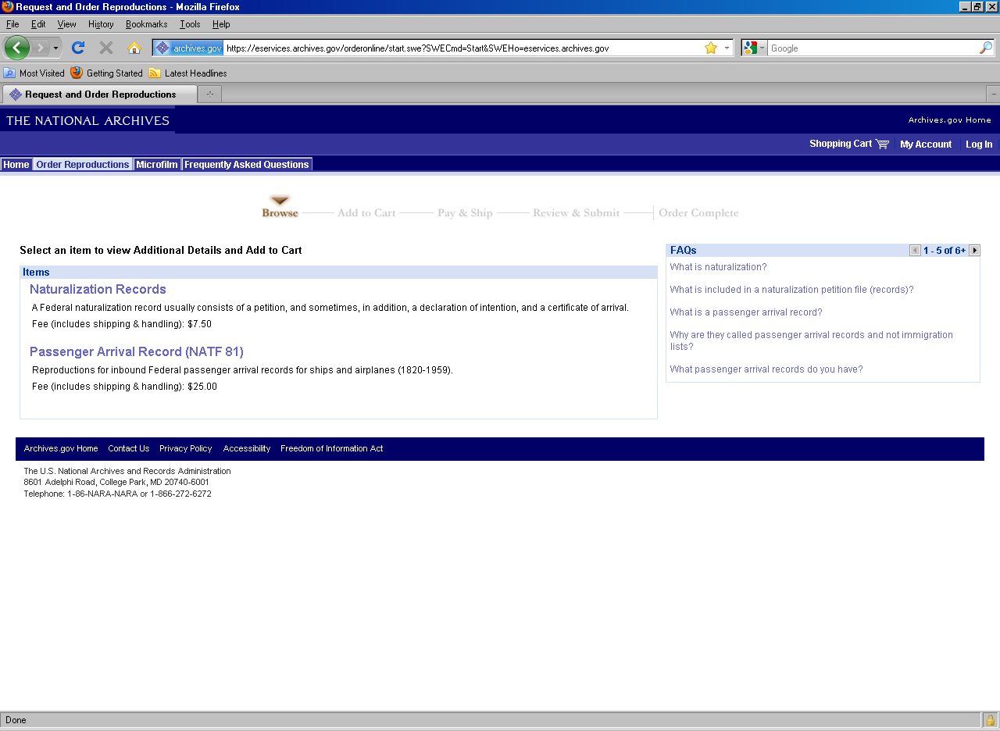 Request and Order Reproductions - Mozilla Firefox
File Edit View History Bookmarks Tools Help
archives.gov https://eservices.archives.gov/orderonline/start.swe?SWECmd=Start&SWEHo=eservices.archives.gov Google
Most Visited Getting Started Latest Headlines
Request and Order Reproductions
THE NATIONAL ARCHIVES Archives.gov Home
Shopping Cart My Account Log In
Home Order Reproductions Microfilm Frequently Asked Questions
Browse Add to Cart Pay & Ship Review & Submit Order Complete
Select an item to view Additional Details and Add to Cart
Items
Naturalization Records
A Federal naturalization record usually consists of a petition, and sometimes, in addition, a declaration of intention, and a certificate of arrival.
Fee (includes shipping & handling): $7.50
Passenger Arrival Record (NATF 81)
Reproductions for inbound Federal passenger arrival records for ships and airplanes (1820-1959).
Fee (includes shipping & handling): $25.00
FAQs 1 - 5 of 6+
What is naturalization?
What is included in a naturalization petition file (records)?
What is a passenger arrival record?
Why are they called passenger arrival records and not immigration
lists?
What passenger arrival records do you have?
Archives.gov Home Contact Us Privacy Policy Accessibility Freedom of Information Act
The U.S. National Archives and Records Administration
8601 Adelphi Road, College Park, MD 20740-6001
Telephone: 1-86-NARA-NARA or 1-866-272-6272
Done